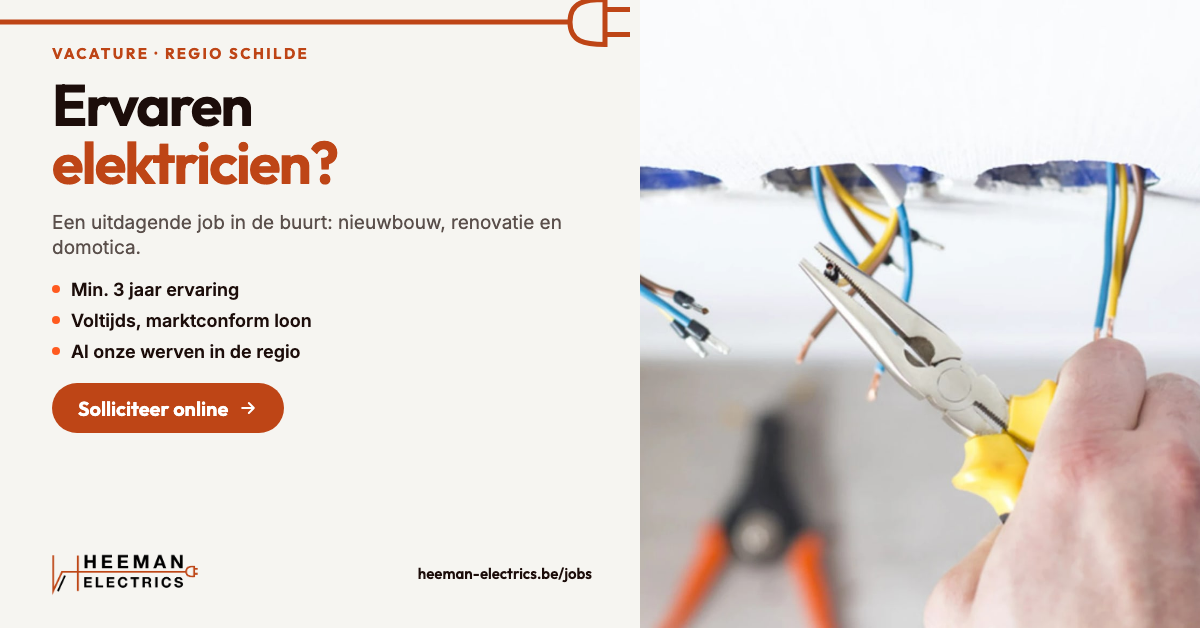 VACATURE · REGIO SCHILDE
Ervaren
elektricien?
Een uitdagende job in de buurt: nieuwbouw, renovatie en
domotica.
Min. 3 jaar ervaring
Voltijds, marktconform loon
Al onze werven in de regio
Solliciteer online →
HEEMAN
ELECTRICS
heeman-electrics.be/jobs